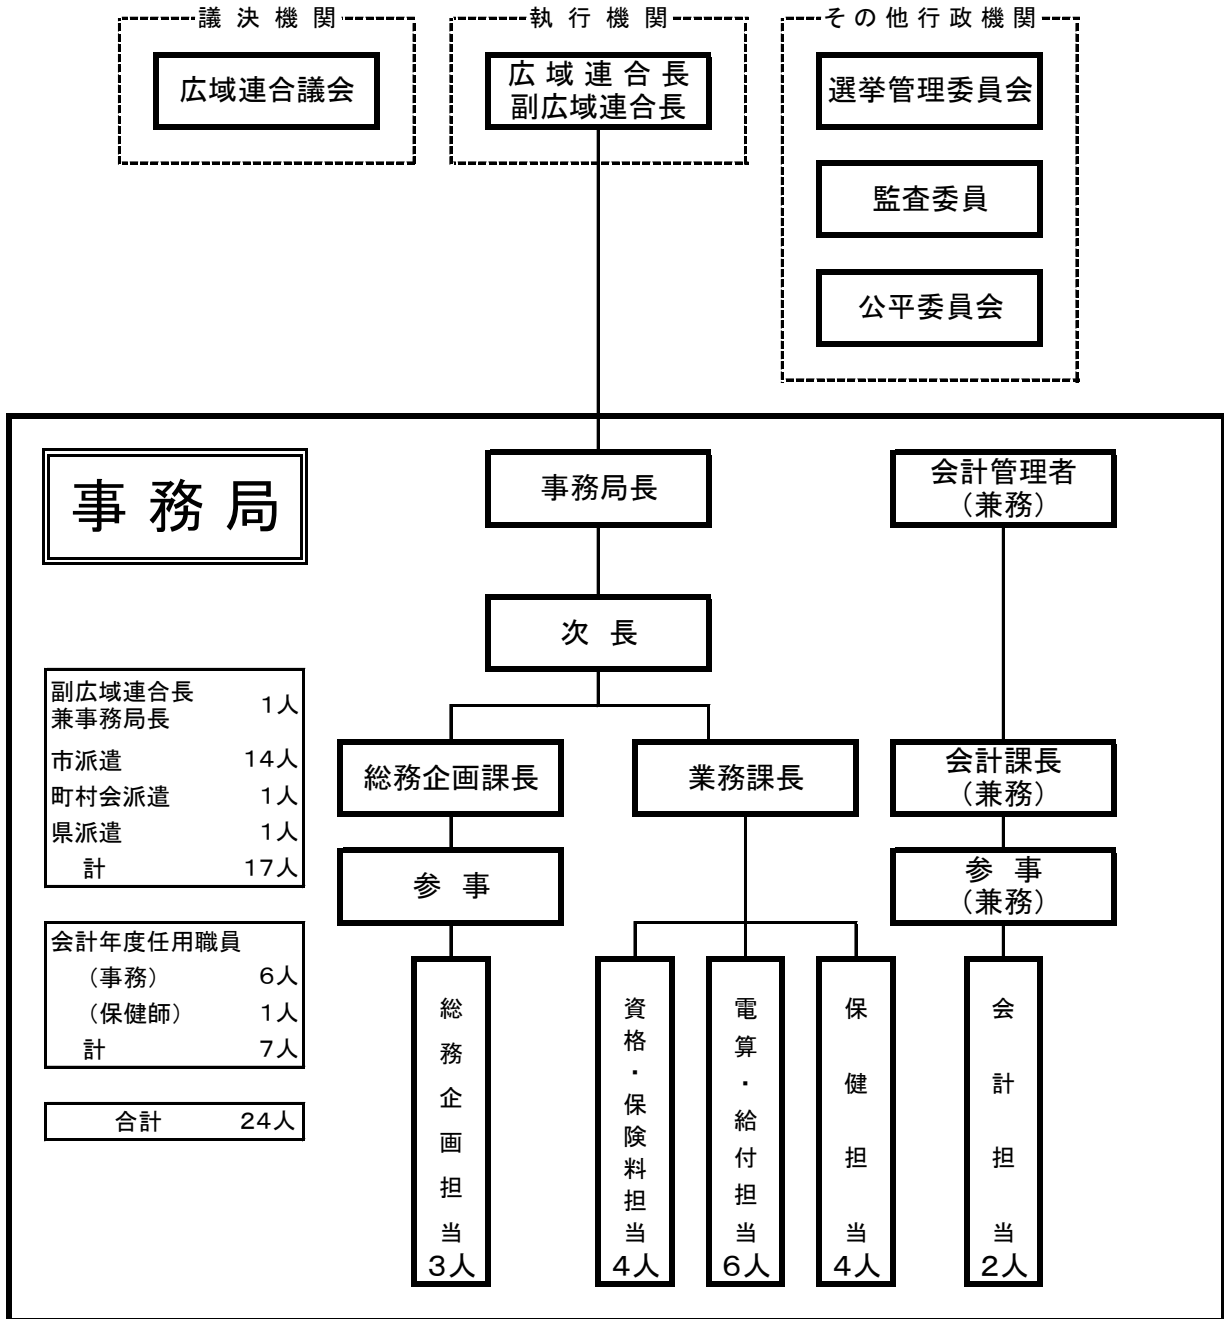 議決機関
広域連合議会
執行機関
広域連合長
副広域連合長
その他行政機関
選挙管理委員会
監査委員
公平委員会
事務局
事務局長
会計管理者
（兼務）
次長
副広域連合長
兼事務局長 1人
市派遣 14人
町村会派遣 1人
県派遣 1人
計 17人
会計年度任用職員
（事務） 6人
（保健師） 1人
計 7人
合計 24人
総務企画課長
業務課長
会計課長
（兼務）
参事
参事
（兼務）
総務企画担当
3人
資格・保険料担当
4人
電算・給付担当
6人
保健担当
4人
会計担当
2人